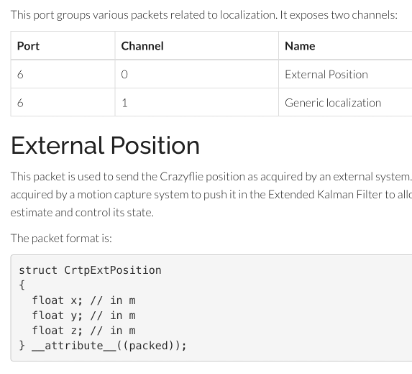 This port groups various packets related to localization. It exposes two channels:
Port Channel Name
6 0 External Position
6 1 Generic localization
External Position
This packet is used to send the Crazyflie position as acquired by an external system.
acquired by a motion capture system to push it in the Extended Kalman Filter to allo
estimate and control its state.
The packet format is:
struct CrtpExtPosition
{
  float x; // in m
  float y; // in m
  float z; // in m
} __attribute__((packed));